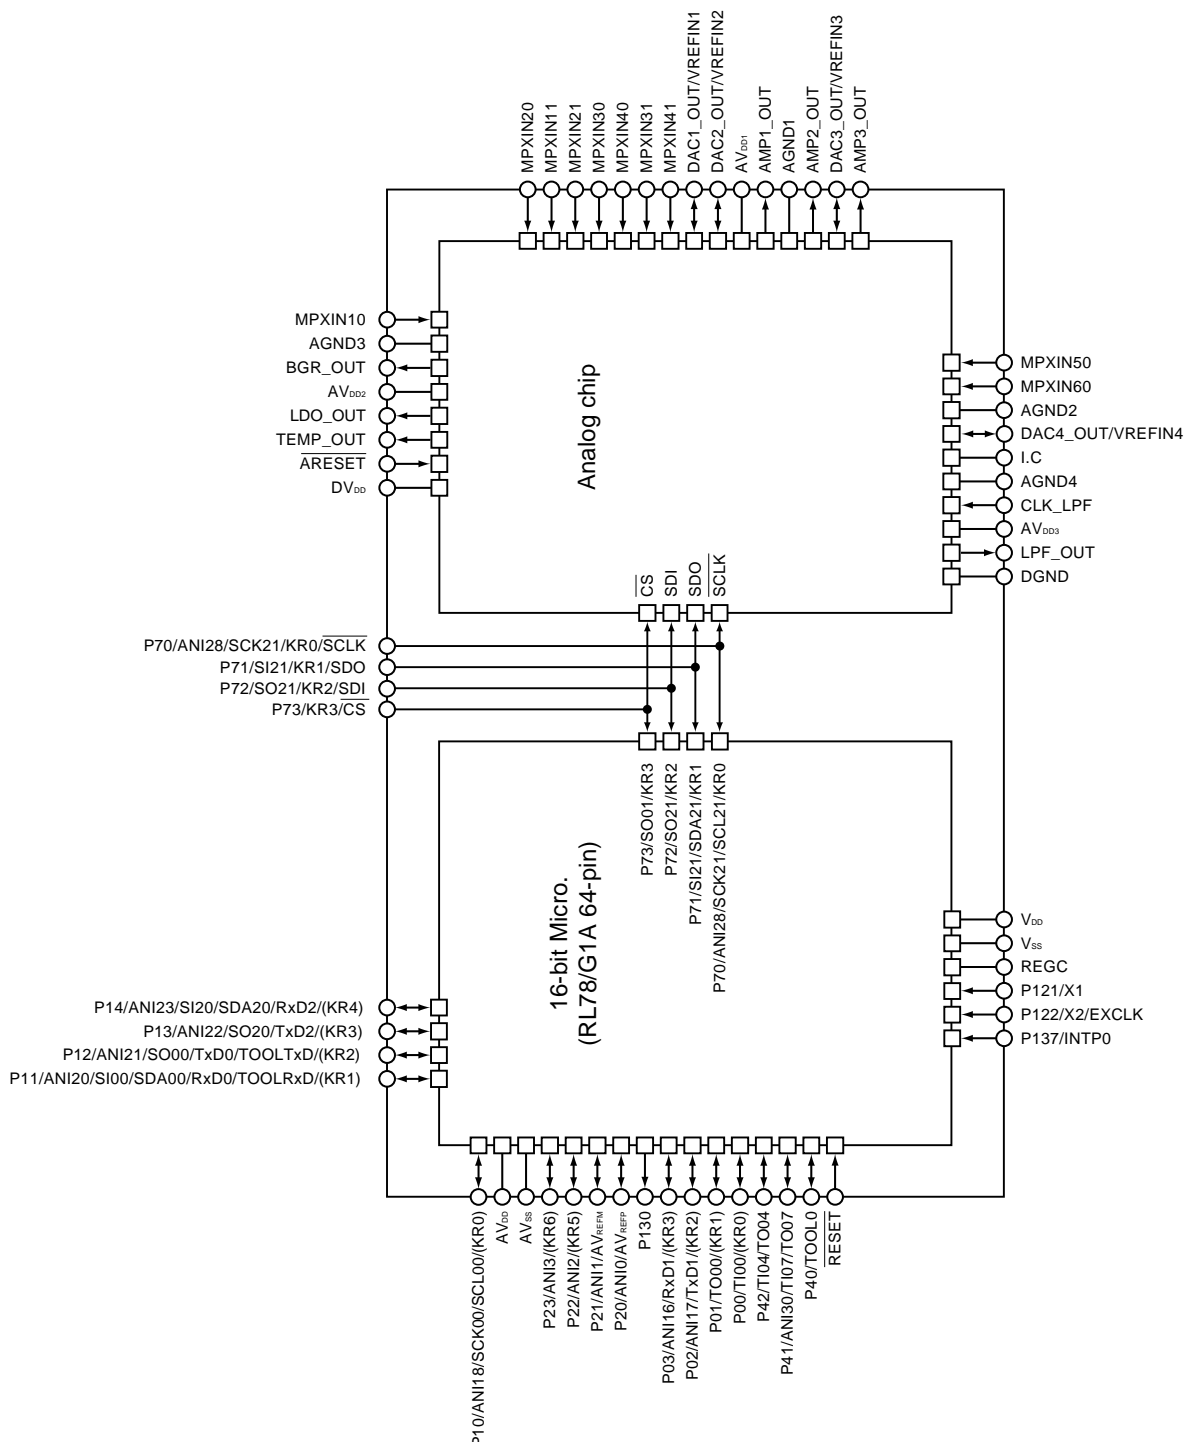 MPXIN20
MPXIN11
MPXIN21
MPXIN30
MPXIN40
MPXIN31
MPXIN41
DAC1_OUT/VREFIN1
DAC2_OUT/VREFIN2
AVDD1
AMP1_OUT
AGND1
AMP2_OUT
DAC3_OUT/VREFIN3
AMP3_OUT
MPXIN10
AGND3
BGR_OUT
AVDD2
LDO_OUT
TEMP_OUT
ARESET
DVDD
Analog chip
MPXIN50
MPXIN60
AGND2
DAC4_OUT/VREFIN4
I.C
AGND4
CLK_LPF
AVDD3
LPF_OUT
DGND
CS
SDI
SDO
SCLK
P70/ANI28/SCK21/KR0/SCLK
P71/SI21/KR1/SDO
P72/SO21/KR2/SDI
P73/KR3/CS
P73/SO01/KR3
P72/SO21/KR2
P71/SI21/SDA21/KR1
P70/ANI28/SCK21/SCL21/KR0
16-bit Micro.
(RL78/G1A 64-pin)
VDD
VSS
REGC
P121/X1
P122/X2/EXCLK
P137/INTP0
P14/ANI23/SI20/SDA20/RxD2/(KR4)
P13/ANI22/SO20/TxD2/(KR3)
P12/ANI21/SO00/TxD0/TOOLTxD/(KR2)
P11/ANI20/SI00/SDA00/RxD0/TOOLRxD/(KR1)
P10/ANI18/SCK00/SCL00/(KR0)
AVDD
AVSS
P23/ANI3/(KR6)
P22/ANI2/(KR5)
P21/ANI1/AVREFM
P20/ANI0/AVREFP
P130
P03/ANI16/RxD1/(KR3)
P02/ANI17/TxD1/(KR2)
P01/TO00/(KR1)
P00/TI00/(KR0)
P42/TI04/TO04
P41/ANI30/TI07/TO07
P40/TOOL0
RESET